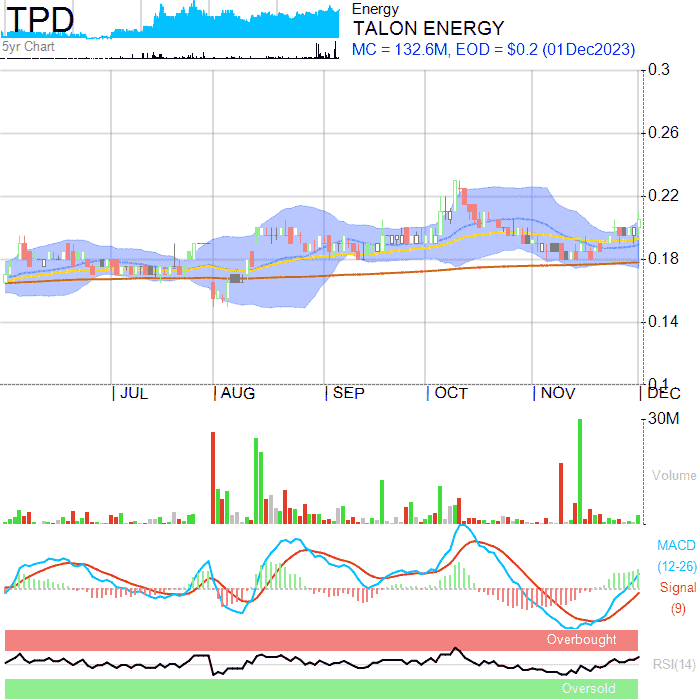 TPD
5yr Chart
Energy
TALON ENERGY
MC = 132.6M, EOD = $0.2 (01Dec2023)
0.3
0.26
0.22
0.18
0.14
0.1
JUL AUG SEP OCT NOV DEC
30M
Volume
MACD
(12-26)
Signal
(9)
Overbought
RSI(14)
Oversold